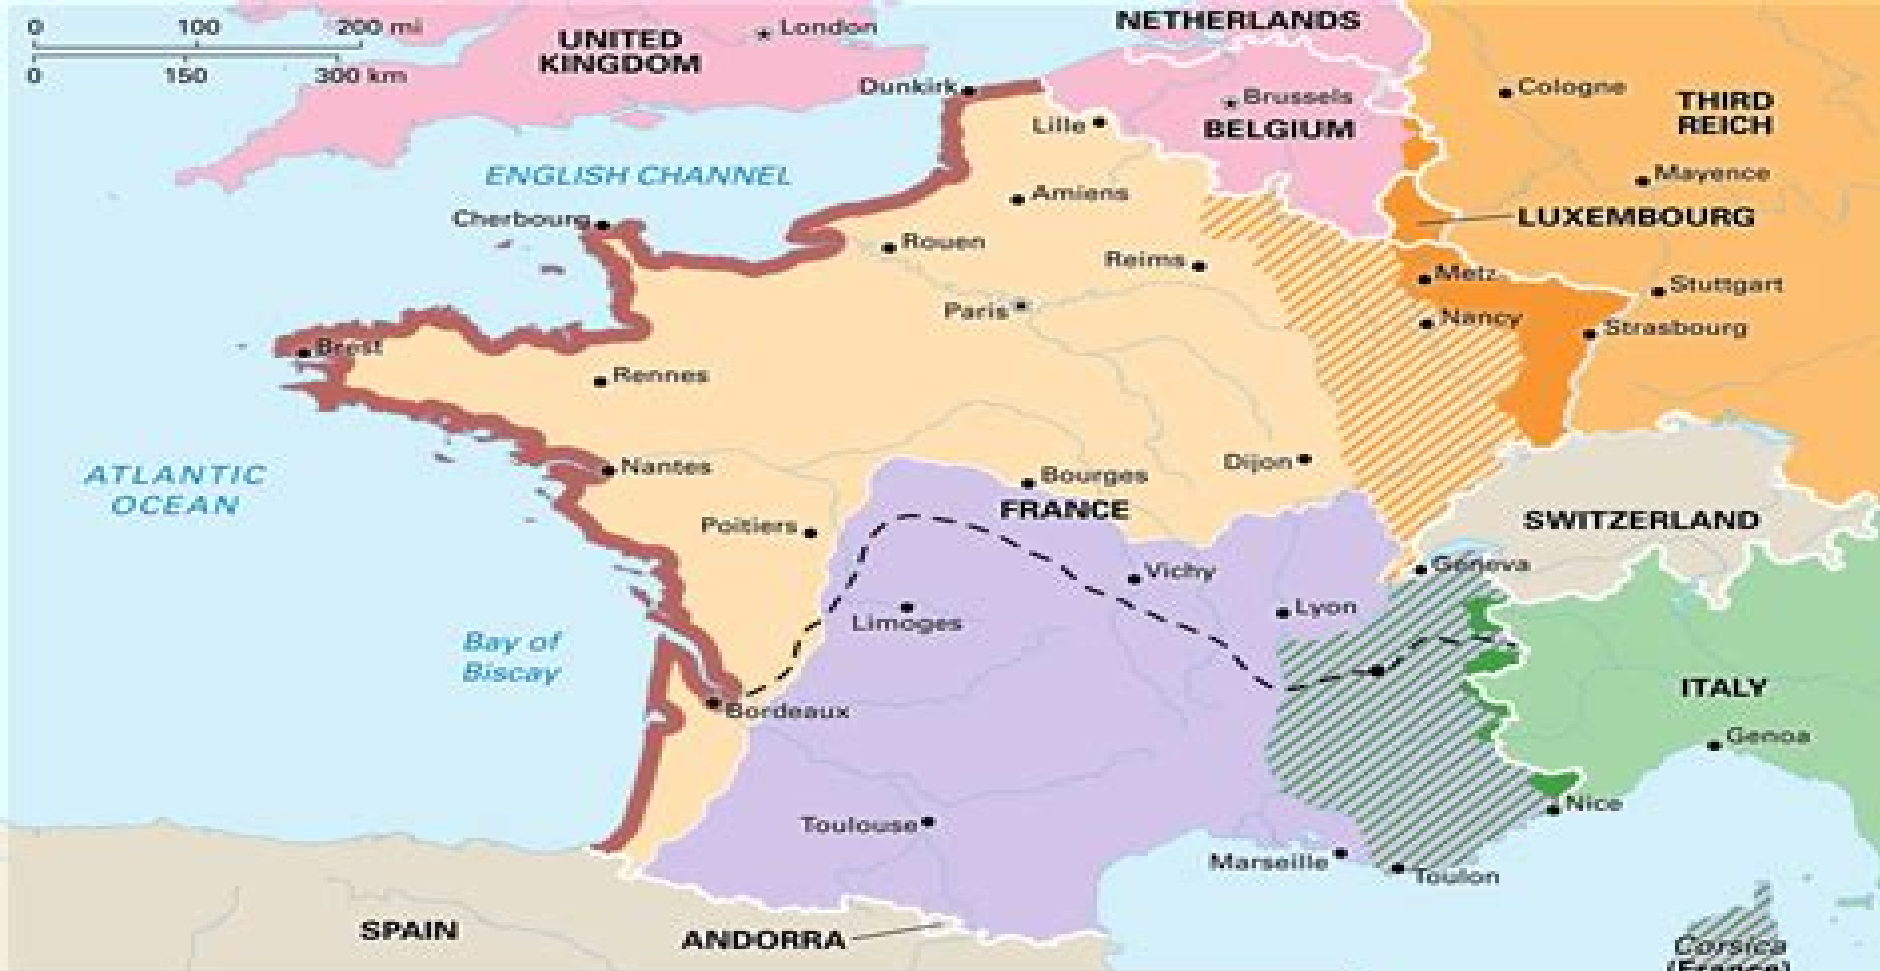 0 100 200 mi
0 150 300 km
UNITED
KINGDOM
London
NETHERLANDS
Dunkirk
Brussels
BELGIUM
Lille
Cologne
THIRD
REICH
Mayence
LUXEMBOURG
ENGLISH CHANNEL
Amiens
Cherbourg
Rouen
Reims
Metz
Stuttgart
Paris
Nancy
Strasbourg
Brest
Rennes
ATLANTIC
OCEAN
Nantes
Bourges
Dijon
FRANCE
Poitiers
SWITZERLAND
Geneva
Vichy
Lyon
Limoges
Bay of
Biscay
ITALY
Bordeaux
Genoa
Nice
Toulouse
Marseille
Toulon
SPAIN
ANDORRA
Corsica
(France)